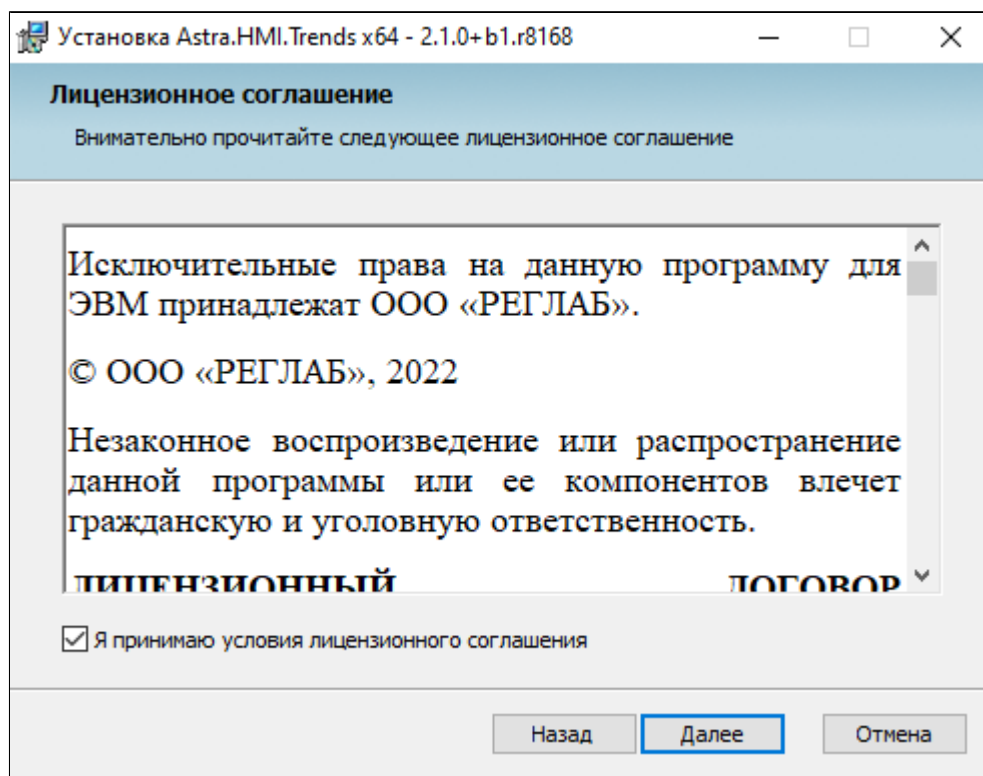 Установка Astra.HMI.Trends x64 - 2.1.0+b1.r8168
Лицензионное соглашение
Внимательно прочитайте следующее лицензионное соглашение
Исключительные права на данную программу для
ЭВМ принадлежат ООО «РЕГЛАБ».
© ООО «РЕГЛАБ», 2022
Незаконное воспроизведение или распространение
данной программы или ее компонентов влечет
гражданскую и уголовную ответственность.
ЛИЦЕНЗИОННЫЙ ДОГОВОР
Я принимаю условия лицензионного соглашения
Назад Далее Отмена